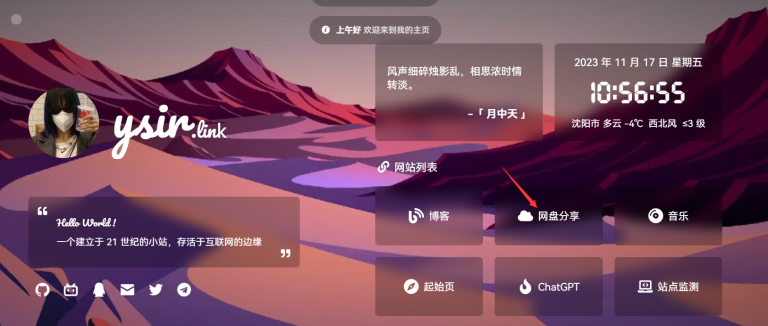 上午好 欢迎来到我的主页
风声细碎烛影乱，相思浓时情
转淡。
-「 月中天 」
2023 年 11 月 17 日 星期五
10:56:55
沈阳市 多云 -4℃ 西北风 ≤3 级
ysir.link
网站列表
博客
网盘分享
音乐
Hello World !
一个建立于 21 世纪的小站，存活于互联网的边缘
起始页
ChatGPT
站点监测